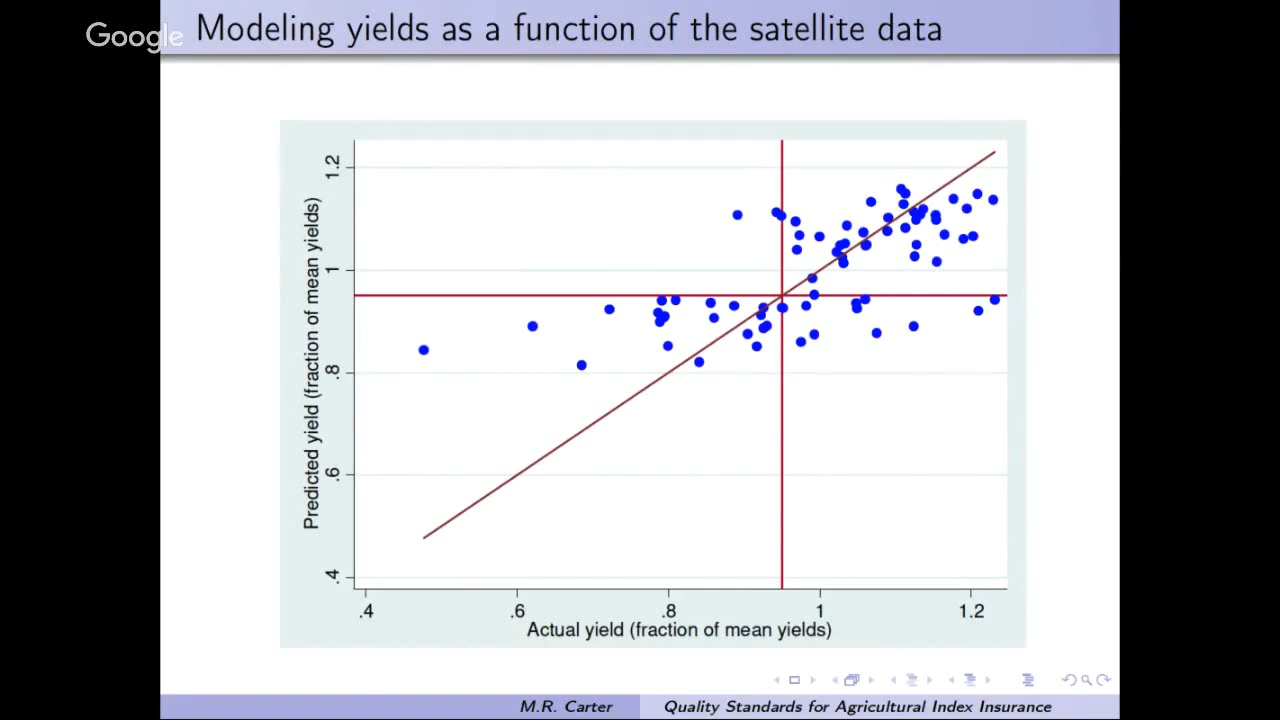 Google
Modeling yields as a function of the satellite data
Predicted yield (fraction of mean yields)
1.2
1
.8
.6
.4
.4 .6 .8 1 1.2
Actual yield (fraction of mean yields)
M.R. Carter Quality Standards for Agricultural Index Insurance